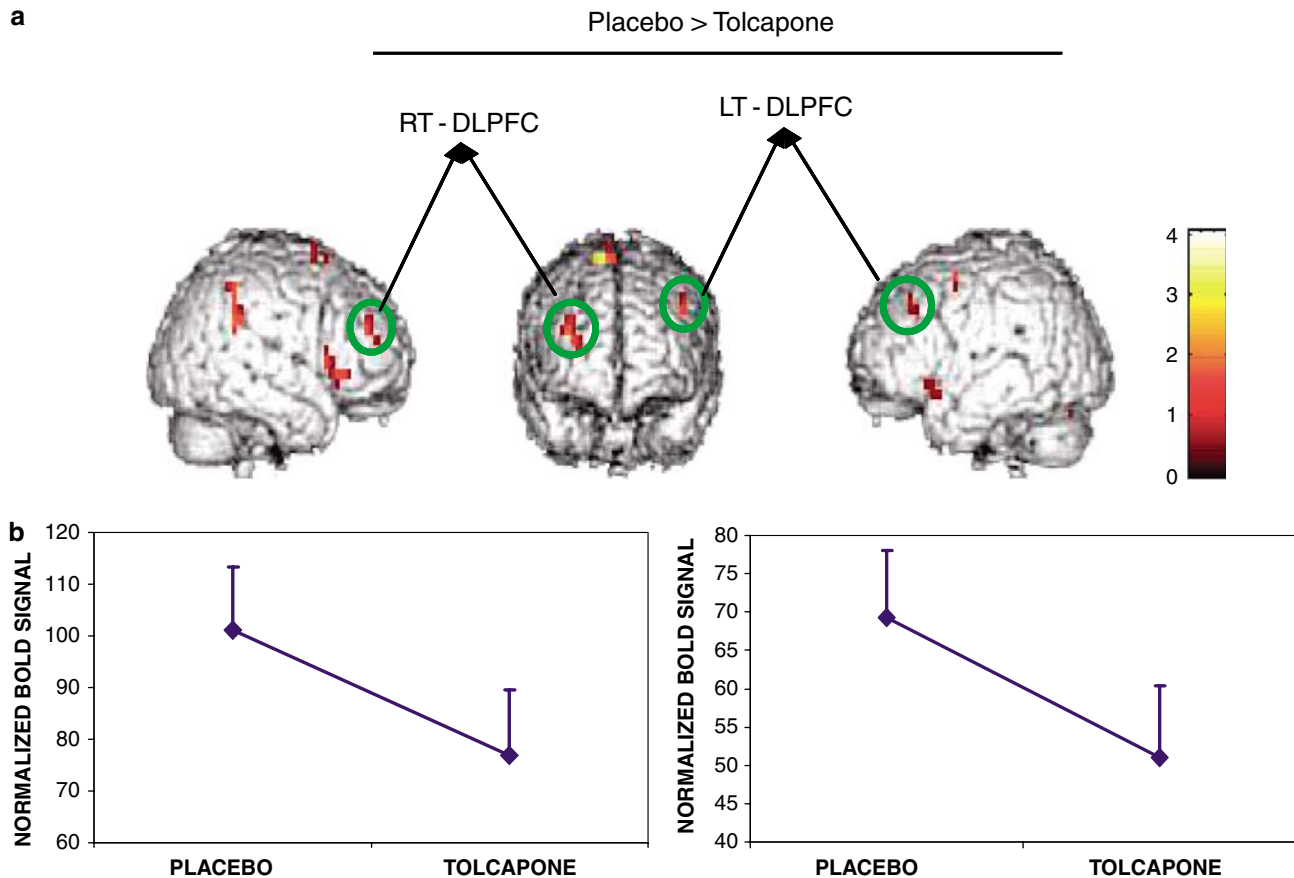 a
Placebo > Tolcapone
RT - DLPFC
LT - DLPFC
4
3
2
1
0
b
NORMALIZED BOLD SIGNAL
120
110
100
90
80
70
60
PLACEBO
TOLCAPONE
NORMALIZED BOLD SIGNAL
80
75
70
65
60
55
50
45
40
PLACEBO
TOLCAPONE